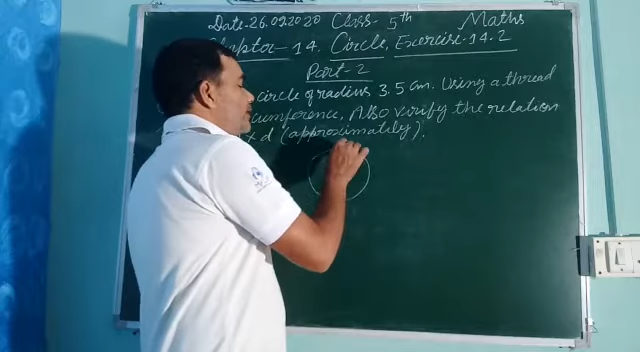 Date-26.09.2020 Class- 5th Maths
Chapter-14. Circle, Exercise-14.2
Part-2
circle of radius 3.5 cm. Using a thread
cumference, Also verify the relation
x d (approximately).